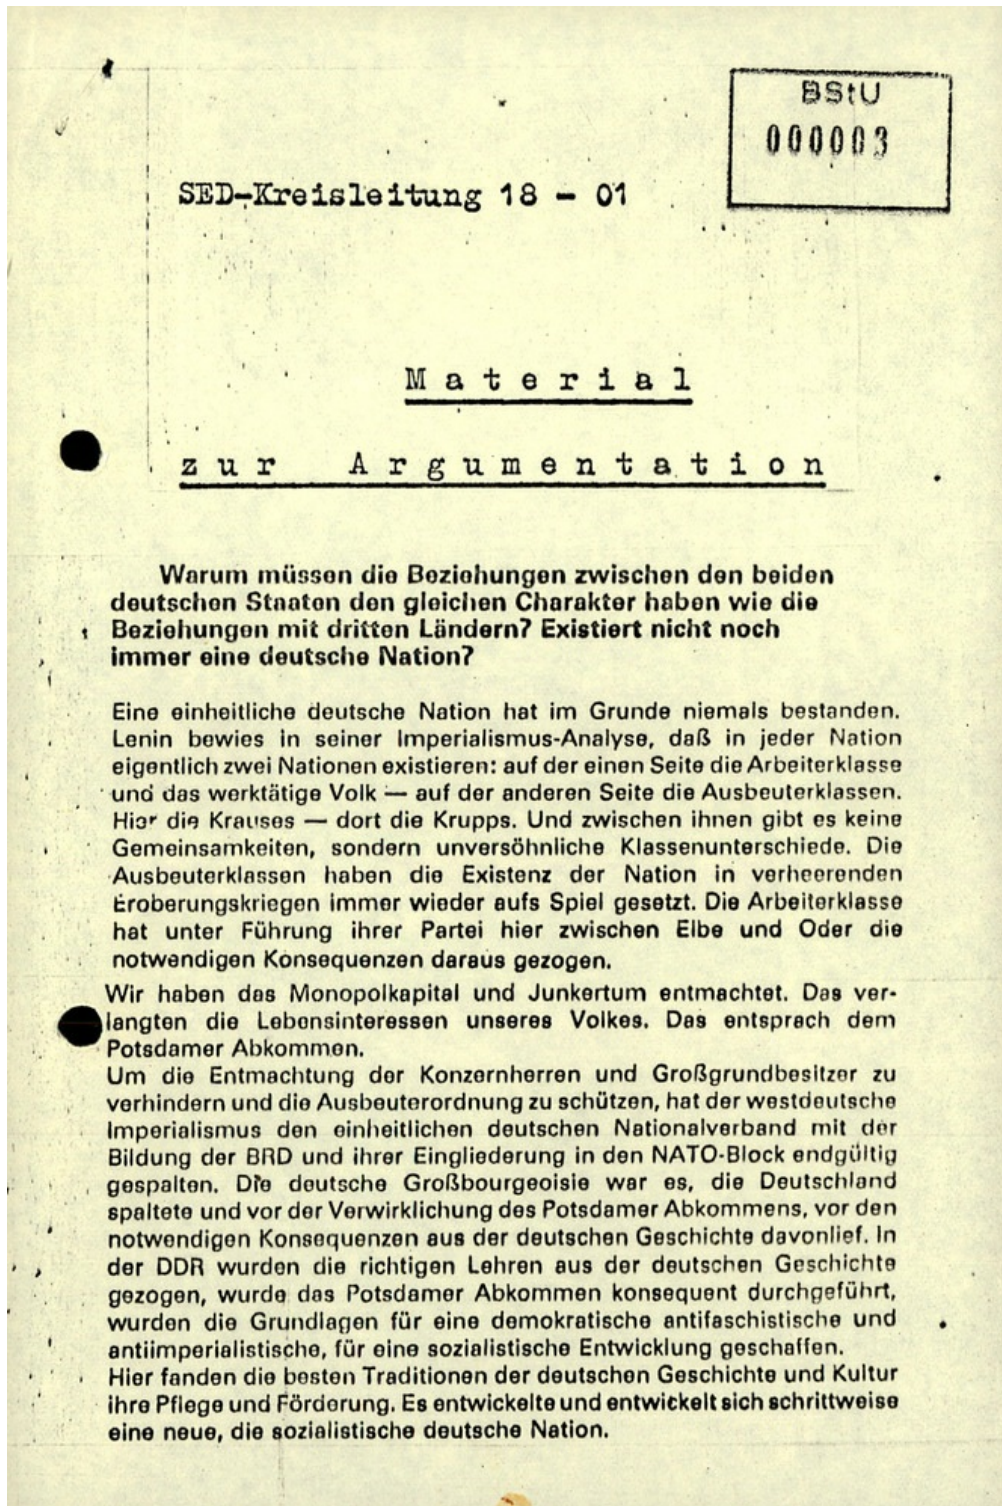 BStU
000003
SED-Kreisleitung 18 - 01
Material
zur Argumentation
Warum müssen die Beziehungen zwischen den beiden
deutschen Staaten den gleichen Charakter haben wie die
Beziehungen mit dritten Ländern? Existiert nicht noch
immer eine deutsche Nation?
Eine einheitliche deutsche Nation hat im Grunde niemals bestanden.
Lenin bewies in seiner Imperialismus-Analyse, daß in jeder Nation
eigentlich zwei Nationen existieren: auf der einen Seite die Arbeiterklasse
und das werktätige Volk — auf der anderen Seite die Ausbeuterklassen.
Hier die Krauses — dort die Krupps. Und zwischen ihnen gibt es keine
Gemeinsamkeiten, sondern unversöhnliche Klassenunterschiede. Die
Ausbeuterklassen haben die Existenz der Nation in verheerenden
Eroberungskriegen immer wieder aufs Spiel gesetzt. Die Arbeiterklasse
hat unter Führung ihrer Partei hier zwischen Elbe und Oder die
notwendigen Konsequenzen daraus gezogen.
Wir haben das Monopolkapital und Junkertum entmachtet. Das ver-
langten die Lebensinteressen unseres Volkes. Das entsprach dem
Potsdamer Abkommen.
Um die Entmachtung der Konzernherren und Großgrundbesitzer zu
verhindern und die Ausbeuterordnung zu schützen, hat der westdeutsche
Imperialismus den einheitlichen deutschen Nationalverband mit der
Bildung der BRD und ihrer Eingliederung in den NATO-Block endgültig
gespalten. Die deutsche Großbourgeoisie war es, die Deutschland
spaltete und vor der Verwirklichung des Potsdamer Abkommens, vor den
notwendigen Konsequenzen aus der deutschen Geschichte davonlief. In
der DDR wurden die richtigen Lehren aus der deutschen Geschichte
gezogen, wurde das Potsdamer Abkommen konsequent durchgeführt,
wurden die Grundlagen für eine demokratische antifaschistische und
antiimperialistische, für eine sozialistische Entwicklung geschaffen.
Hier fanden die besten Traditionen der deutschen Geschichte und Kultur
ihre Pflege und Förderung. Es entwickelte und entwickelt sich schrittweise
eine neue, die sozialistische deutsche Nation.